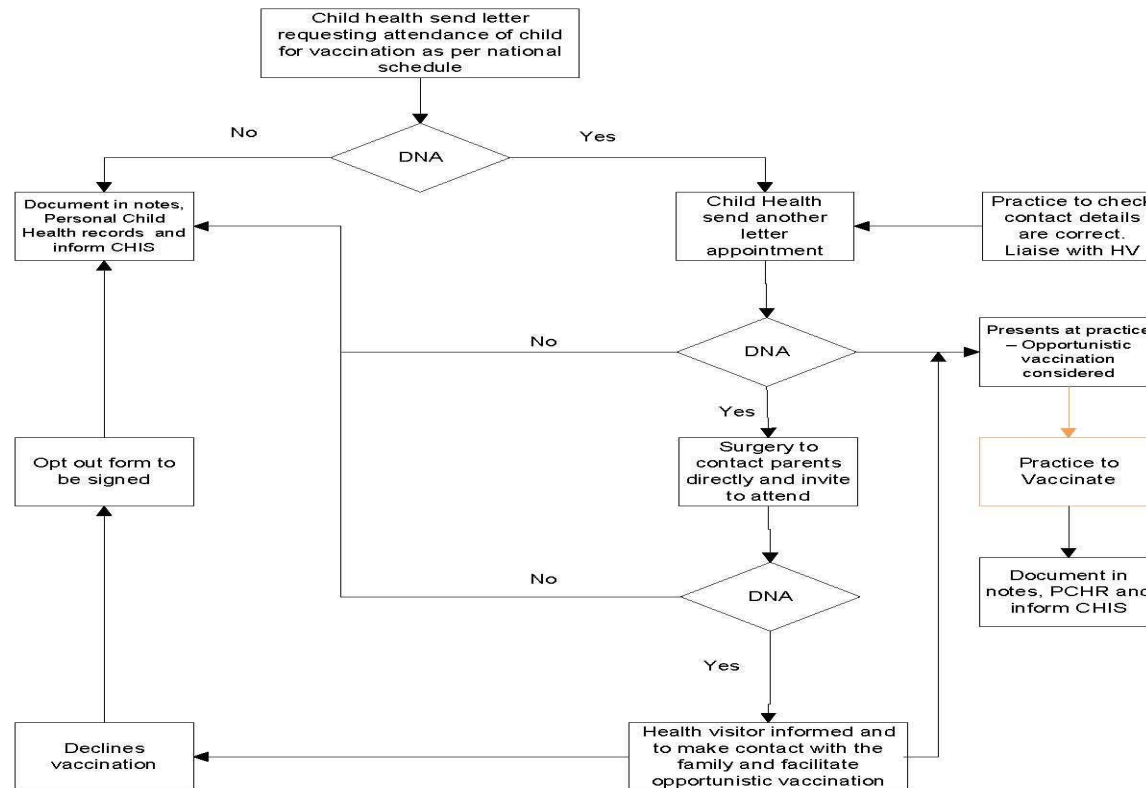 Child health send letter
requesting attendance of child
for vaccination as per national
schedule
No
Yes
DNA
Document in notes,
Personal Child
Health records and
inform CHIS
Child Health
send another
letter
appointment
Practice to check
contact details
are correct.
Liaise with HV
No
DNA
Presents at practice
– Opportunistic
vaccination
considered
Yes
Opt out form to
be signed
Surgery to
contact parents
directly and invite
to attend
Practice to
Vaccinate
No
DNA
Document in
notes, PCHR and
inform CHIS
Yes
Declines
vaccination
Health visitor informed and
to make contact with the
family and facilitate
opportunistic vaccination